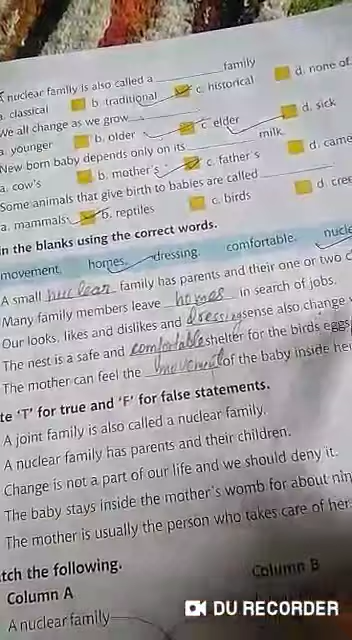 nuclear family is also called a ________ family
a. classical b. traditional c. historical d. none of
We all change as we grow
a. younger b. older c. elder d. sick
New born baby depends only on its ________ milk.
a. cow's b. mother's c. father's d. came
Some animals that give birth to babies are called ________
a. mammals b. reptiles c. birds d. cree
in the blanks using the correct words.
movement, homes, dressing, comfortable, nucle
A small nuclear family has parents and their one or two c
Many family members leave homes in search of jobs.
Our looks, likes and dislikes and dressing sense also change
The nest is a safe and comfortable shelter for the birds eggs
The mother can feel the movement of the baby inside her
te 'T' for true and 'F' for false statements.
A joint family is also called a nuclear family.
A nuclear family has parents and their children.
Change is not a part of our life and we should deny it.
The baby stays inside the mother's womb for about nin
The mother is usually the person who takes care of her
tch the following.
Column A Column B
A nuclear family
DU RECORDER